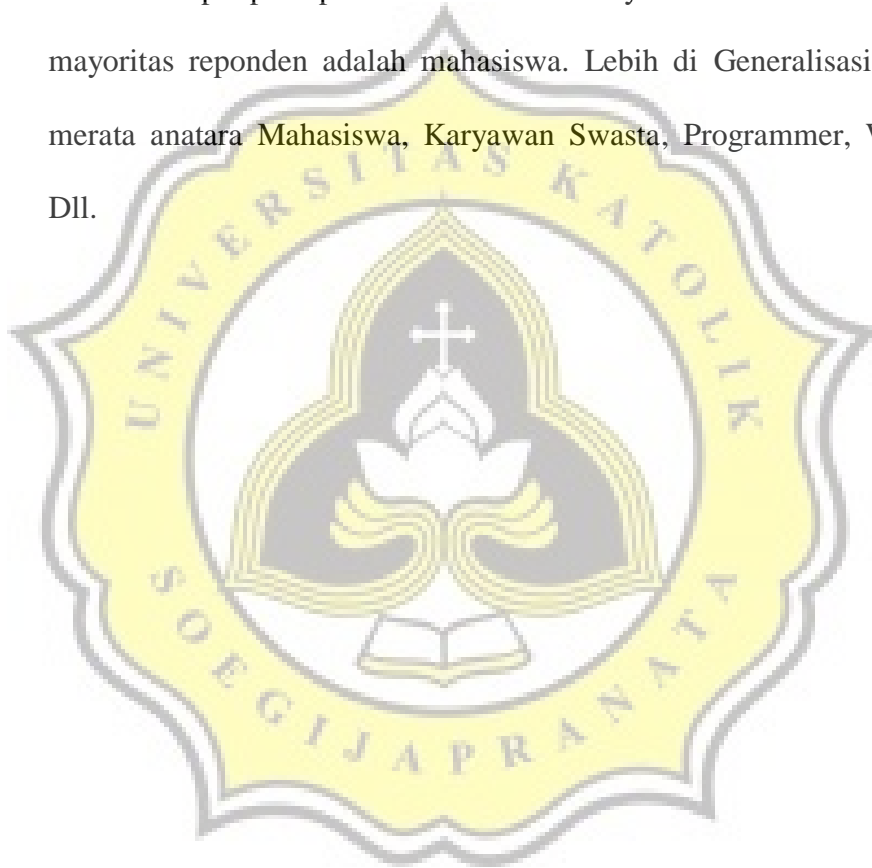 mayoritas reponden adalah mahasiswa. Lebih di Generalisasi
merata anatara Mahasiswa, Karyawan Swasta, Programmer,
Dll.
UNIVERSITAS KATOLIK
SOEGIJAPRANATA